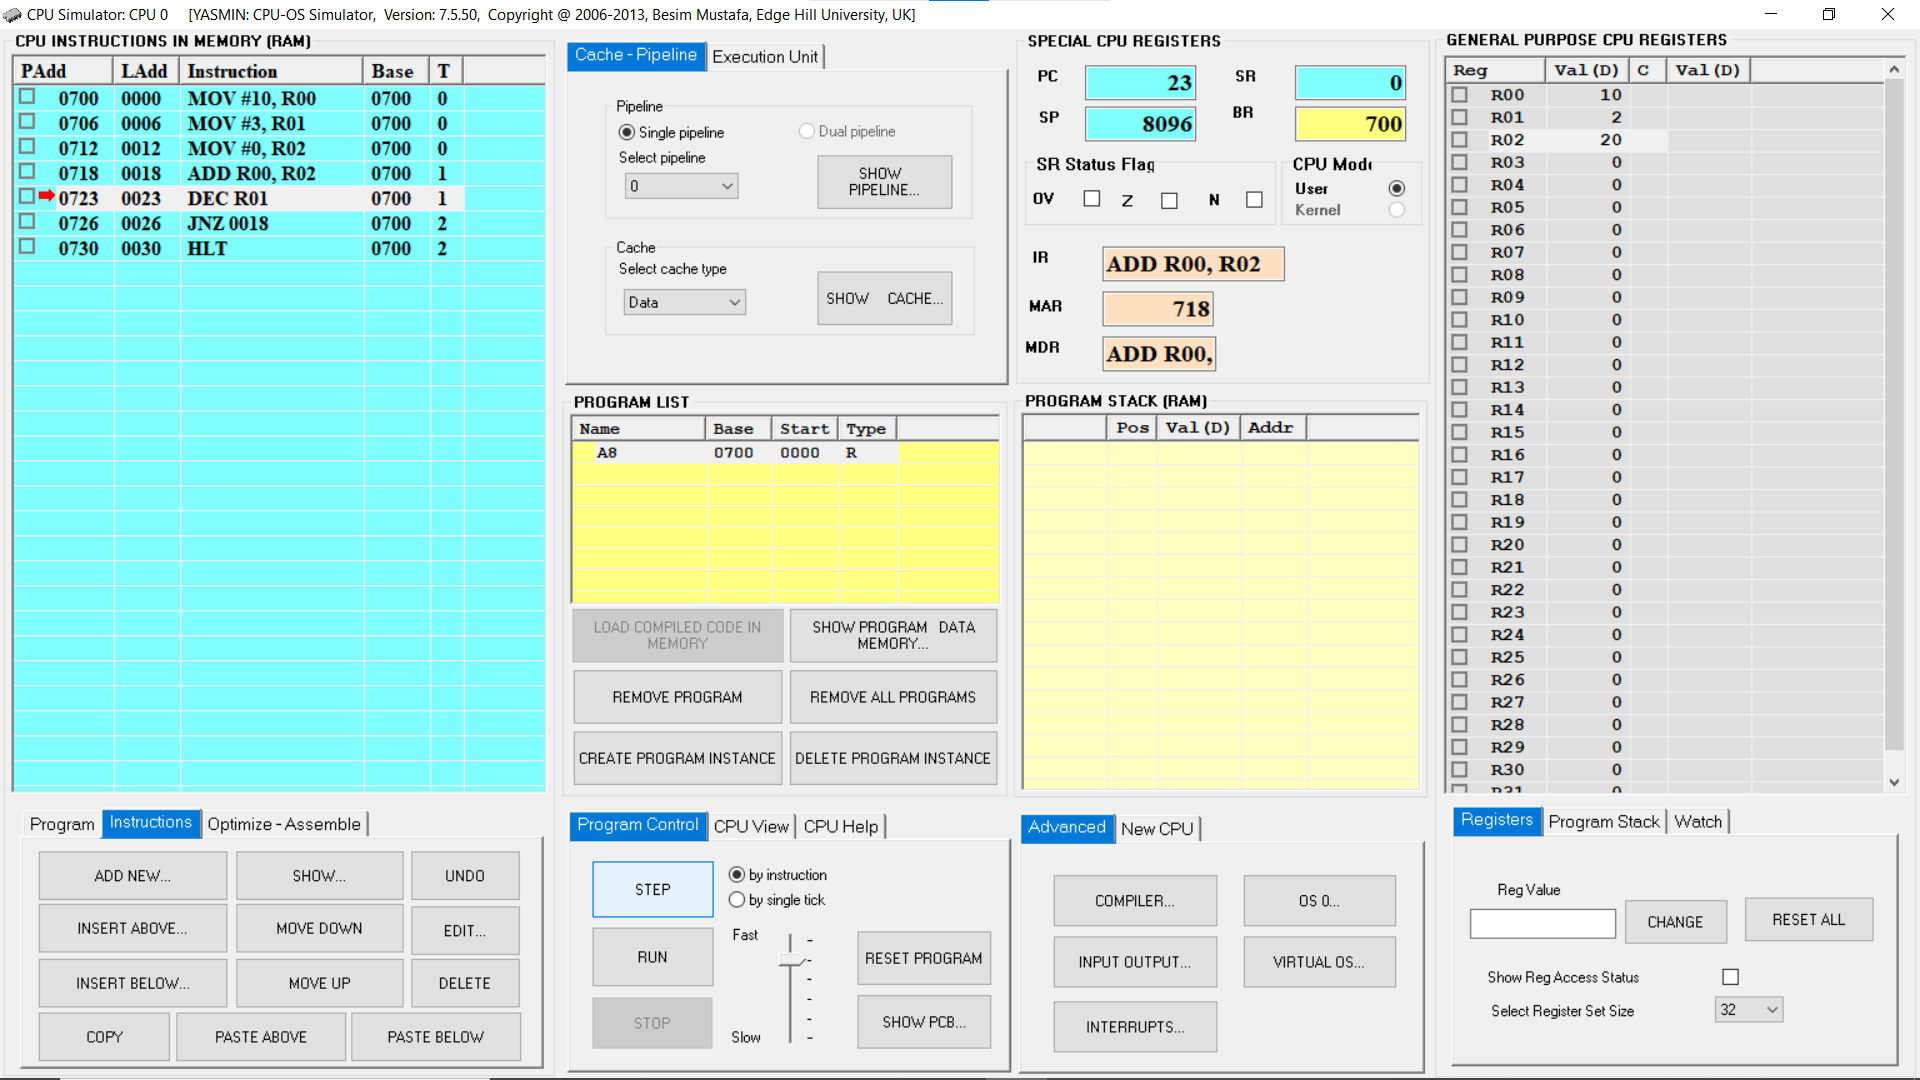 CPU Simulator: CPU 0 [YASMIN: CPU-OS Simulator, Version: 7.5.50, Copyright @ 2006-2013, Besim Mustafa, Edge Hill University, UK]
CPU INSTRUCTIONS IN MEMORY (RAM)
PAdd LAdd Instruction Base T
0700 0000 MOV #10, R00 0700 0
0706 0006 MOV #3, R01 0700 0
0712 0012 MOV #0, R02 0700 0
0718 0018 ADD R00, R02 0700 1
0723 0023 DEC R01 0700 1
0726 0026 JNZ 0018 0700 2
0730 0030 HLT 0700 2
Program Instructions Optimize - Assemble
ADD NEW... SHOW... UNDO
INSERT ABOVE... MOVE DOWN EDIT...
INSERT BELOW... MOVE UP DELETE
COPY PASTE ABOVE PASTE BELOW
Cache - Pipeline Execution Unit
Pipeline
Single pipeline Dual pipeline
Select pipeline
0
SHOW
PIPELINE...
Cache
Select cache type
Data
SHOW CACHE...
PROGRAM LIST
Name Base Start Type
A8 0700 0000 R
LOAD COMPILED CODE IN
MEMORY
SHOW PROGRAM DATA
MEMORY...
REMOVE PROGRAM REMOVE ALL PROGRAMS
CREATE PROGRAM INSTANCE DELETE PROGRAM INSTANCE
Program Control CPU View CPU Help
STEP
by instruction
by single tick
RUN
STOP
Fast
Slow
RESET PROGRAM
SHOW PCB...
SPECIAL CPU REGISTERS
PC 23 SR 0
SP 8096 BR 700
SR Status Flag
OV Z N
CPU Mode
User
Kernel
IR ADD R00, R02
MAR 718
MDR ADD R00,
PROGRAM STACK (RAM)
Pos Val(D) Addr
Advanced New CPU
COMPILER... OS 0...
INPUT OUTPUT... VIRTUAL OS...
INTERRUPTS...
GENERAL PURPOSE CPU REGISTERS
Reg Val(D) C Val(D)
R00 10
R01 2
R02 20
R03 0
R04 0
R05 0
R06 0
R07 0
R08 0
R09 0
R10 0
R11 0
R12 0
R13 0
R14 0
R15 0
R16 0
R17 0
R18 0
R19 0
R20 0
R21 0
R22 0
R23 0
R24 0
R25 0
R26 0
R27 0
R28 0
R29 0
R30 0
R31 0
Registers Program Stack Watch
Reg Value
CHANGE RESET ALL
Show Reg Access Status
Select Register Set Size 32